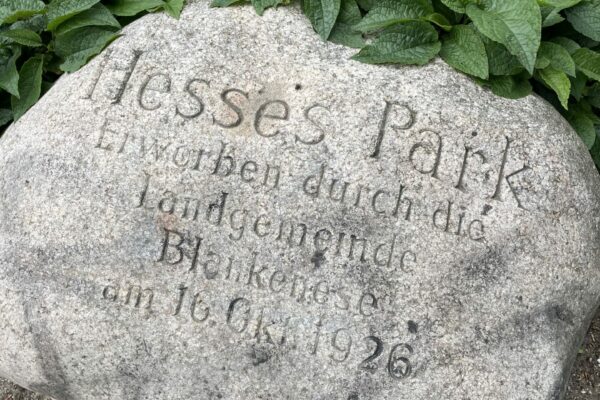 Hesses Park
Erworben durch die
Landgemeinde
Blankenese
am 16. Okt. 1926